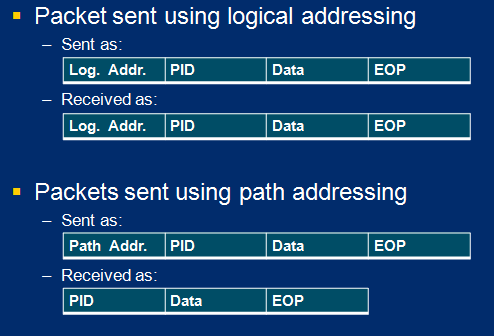 Packet sent using logical addressing
– Sent as:
Log. Addr. PID Data EOP
– Received as:
Log. Addr. PID Data EOP
Packets sent using path addressing
– Sent as:
Path Addr. PID Data EOP
– Received as:
PID Data EOP